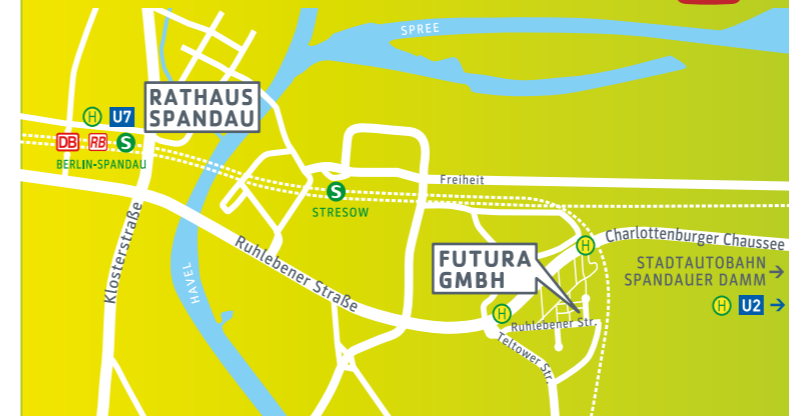 SPREE
RATHAUS
SPANDAU
H U7
DB RB S
BERLIN-SPANDAU
Freiheit
S
STRESOW
Klosterstraße
HAVEL
Ruhlebener Straße
H
Charlottenburger Chaussee
FUTURA
GMBH
STADTAUTOBAHN →
SPANDAUER DAMM
H U2 →
H
Ruhlebener Str.
Teltower Str.